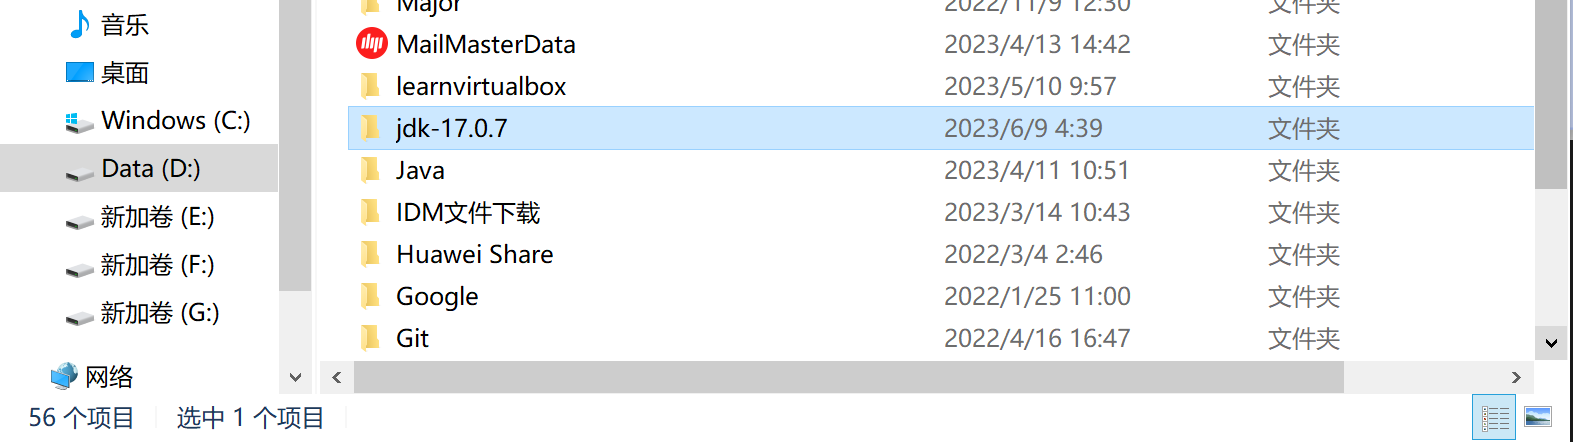 音乐
桌面
Windows (C:)
Data (D:)
新加卷 (E:)
新加卷 (F:)
新加卷 (G:)
网络
Major 2022/11/9 12:30 文件夹
MailMasterData 2023/4/13 14:42 文件夹
learnvirtualbox 2023/5/10 9:57 文件夹
jdk-17.0.7 2023/6/9 4:39 文件夹
Java 2023/4/11 10:51 文件夹
IDM文件下载 2023/3/14 10:43 文件夹
Huawei Share 2022/3/4 2:46 文件夹
Google 2022/1/25 11:00 文件夹
Git 2022/4/16 16:47 文件夹
56 个项目 选中 1 个项目